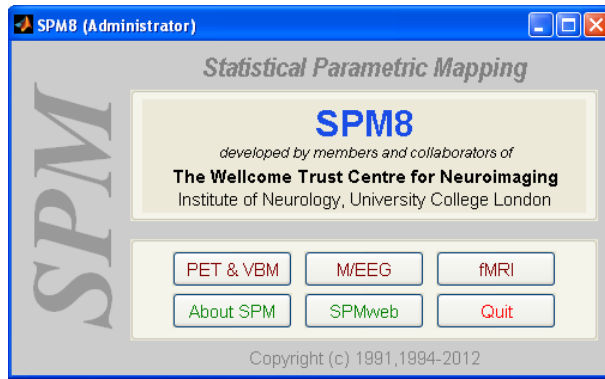 SPM8 (Administrator)
Statistical Parametric Mapping
SPM
SPM8
developed by members and collaborators of
The Wellcome Trust Centre for Neuroimaging
Institute of Neurology, University College London
PET & VBM
M/EEG
fMRI
About SPM
SPMweb
Quit
Copyright (c) 1991,1994-2012